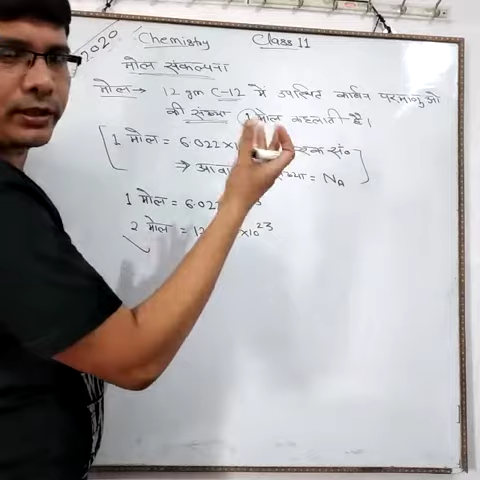 2020
Chemistry Class 11
मोल संकल्पना
मोल → 12 gm C-12 में उपस्थित कार्बन परमाणुओ
की संख्या 1 मोल कहलाती है।
[1 मोल = 6.022×1 सं०
⇒ = NA]
1 मोल = 6.02
2 मोल = 12 ×10²³